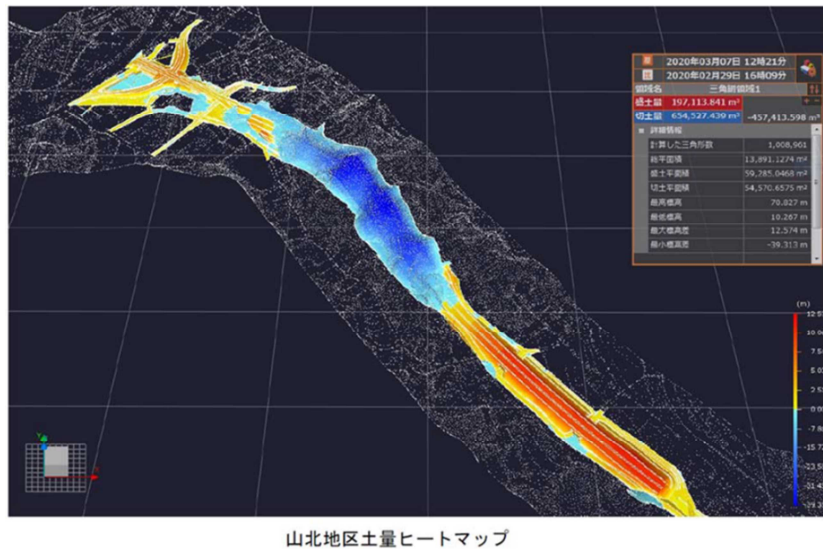 2020年03月07日 12時21分
2020年02月29日 16時09分
領域名 三角網領域1
盛土量 197,113.841 m³
切土量 654,527.439 m³ -457,413.598 m³
詳細情報
計算した三角形数 1,008,961
総平面積 13,891.1274 m²
盛土平面積 59,285.0468 m²
切土平面積 54,570.6575 m²
最高標高 70.027 m
最低標高 10.267 m
最大標高差 12.574 m
最小標高差 -39.313 m
(m)
0.00
Y
X
山北地区土量ヒートマップ